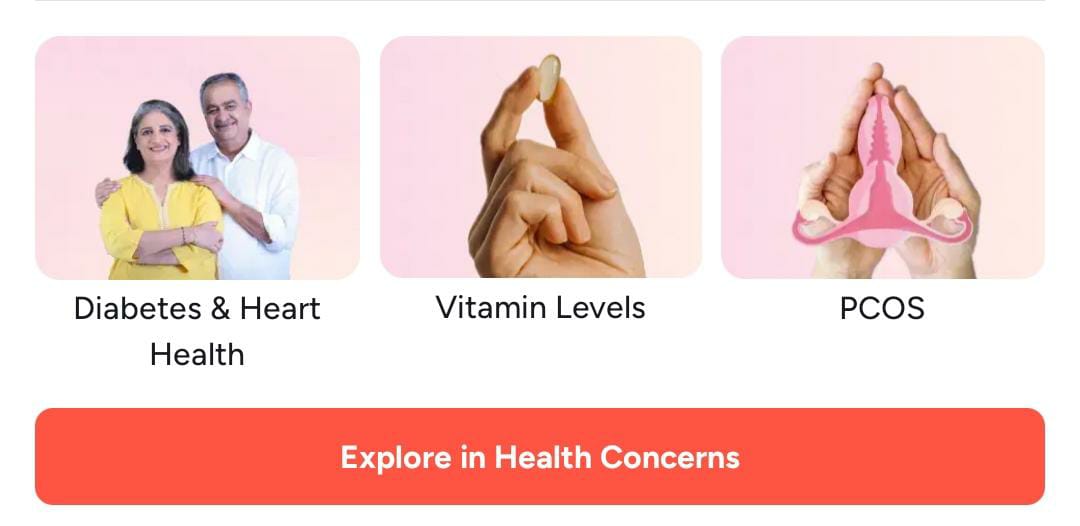 Diabetes & Heart
Health
Vitamin Levels
PCOS
Explore in Health Concerns